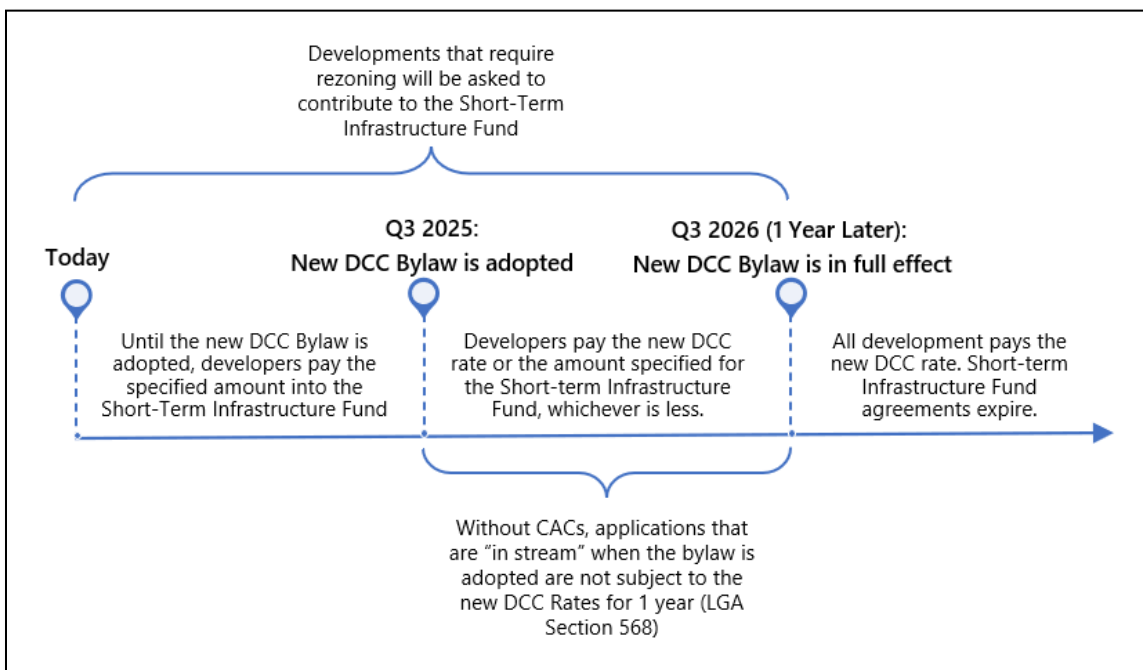 Developments that require
rezoning will be asked to
contribute to the Short-Term
Infrastructure Fund
Today
Q3 2025:
New DCC Bylaw is adopted
Q3 2026 (1 Year Later):
New DCC Bylaw is in full effect
Until the new DCC Bylaw is
adopted, developers pay the
specified amount into the
Short-Term Infrastructure Fund
Developers pay the new DCC
rate or the amount specified for
the Short-term Infrastructure
Fund, whichever is less.
All development pays the
new DCC rate. Short-term
Infrastructure Fund
agreements expire.
Without CACs, applications that
are “in stream” when the bylaw is
adopted are not subject to the
new DCC Rates for 1 year (LGA
Section 568)